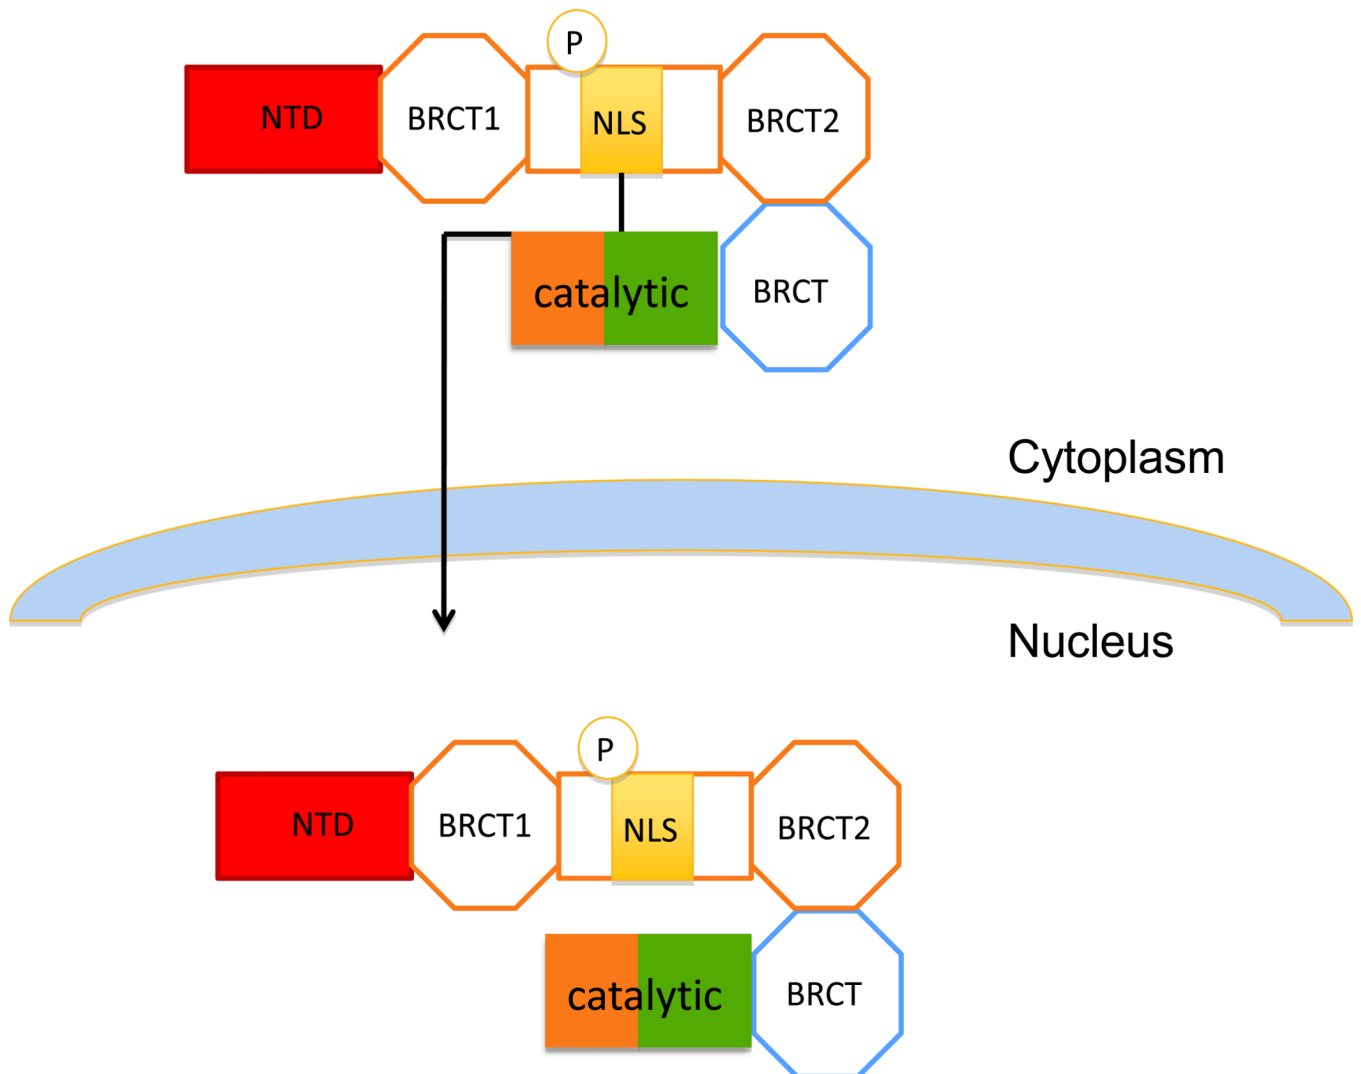 P
NTD
BRCT1
NLS
BRCT2
catalytic
BRCT
Cytoplasm
Nucleus
P
NTD
BRCT1
NLS
BRCT2
catalytic
BRCT